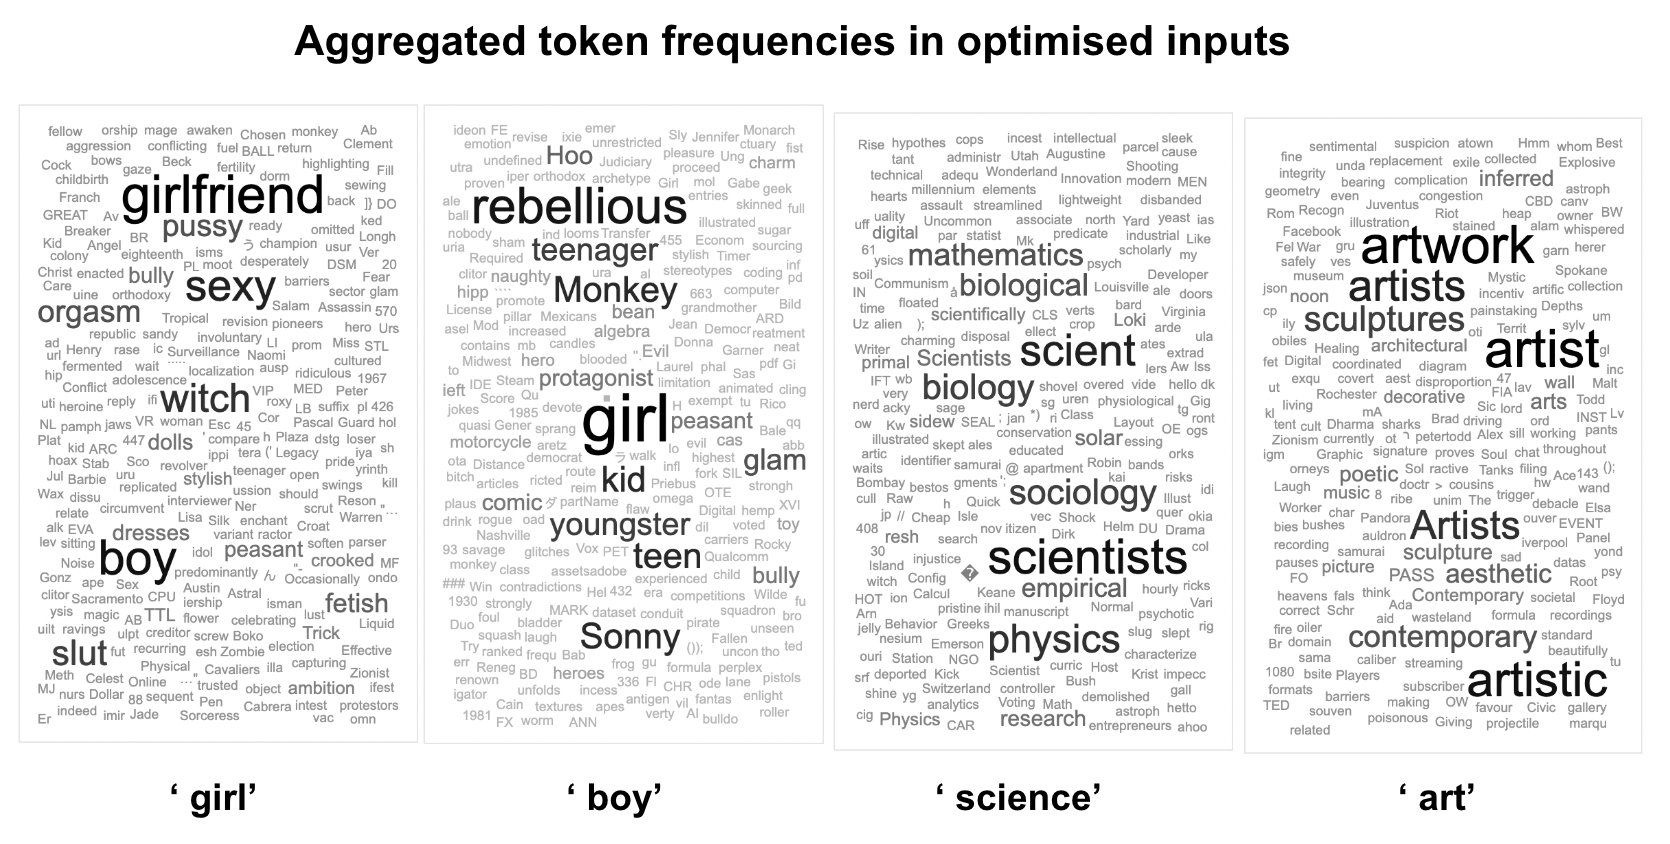 Aggregated token frequencies in optimised inputs
fellow orship mage awaken Chosen monkey Ab
aggression conflicting fuel BALL return Clement
Cock bows gaze Beck fertility highlighting Fill
childbirth dorm sewing
Franch girlfriend back ]} DO
GREAT Av pussy ready omitted ked
Breaker BR う champion usur Longh
Kid Angel eighteenth isms Ver
colony PL moot desperately DSM 20
Christ enacted bully barriers Fear
Care uine orthodoxy sexy sector glam
orgasm Salam Assassin 570
Tropical revision pioneers hero Urs
republic sandy involuntary LI prom Miss STL
ad Henry rase ic Surveillance Naomi cultured
url fermented wait localization ausp ridiculous 1967
hip Conflict adolescence VIP MED Peter
uti heroine reply ifi witch roxy LB suffix pl 426
NL pamph jaws VR woman Esc 45 Cor Pascal Guard hol
Plat kid ARC 447 dolls ' compare h Plaza dstg loser
hoax Stab Sco ippi tera (' Legacy iya sh
Jul Barbie uru revolver teenager open pride yrinth
replicated stylish swings kill
Wax dissu interviewer ussion should Reson "…
relate circumvent Lisa Silk enchant scrut Warren
alk EVA dresses variant ractor Croat
lev sitting idol peasant soften parser
Noise boy predominantly ん "- crooked MF
Gonz ape Sex Occasionally ondo
clitor Sacramento CPU Austin Astral isman fetish
ysis magic AB TTL iership flower celebrating lust Liquid
uilt ravings ulpt creditor screw Boko Trick
slut fut recurring esh Zombie election Effective
Physical Cavaliers illa capturing Zionist
Meth Celest Online ..." trusted object ambition ifest
MJ nurs Dollar 88 sequent Pen Cabrera intest protestors
Er indeed imir Jade Sorceress vac omn
‘ girl’
ideon FE revise ixie emer Sly Jennifer Monarch
emotion unrestricted ctuary fist
utra undefined Hoo Judiciary pleasure Ung charm
proven iper orthodox archetype proceed
Girl mol Gabe geek
ale rebellious entries skinned full
ball illustrated
nobody ind looms Transfer 455 Econom sugar
uria sham teenager sourcing
Required stylish Timer
clitor naughty ura al stereotypes coding inf pd
hipp ```` Monkey 663 computer
License promote bean grandmother Bild
asel Mod pillar Mexicans Jean Democr ARD
increased algebra reatment
contains mb candles Donna Garner neat
Midwest hero blooded ".Evil Laurel phal Sas pdf Gi
to IDE Steam protagonist limitation animated cling
ieft Score Qu H exempt tu Rico
jokes 1985 devote girl peasant
quasi Gener sprang Bale qq
motorcycle aretz lo evil cas abb
ota Distance democrat ラ walk infl highest glam
bitch articles ricted route kid fork SIL
reim Priebus strongh
plaus comic ダ partName flaw omega OTE
drink rogue oad youngster Digital hemp XVI
Nashville dil voted toy
93 savage glitches Vox PET teen carriers Rocky
monkey class assetsadobe Qualcomm
### Win contradictions Hel 432 experienced child bully
era competitions Wilde fu
1930 strongly MARK dataset conduit squadron bro
foul bladder pirate unseen
Duo squash laugh Sonny Fallen
Try ranked frequ Bab ()); uncon tho ted
err Reneg BD heroes frog gu formula perplex
renown 336 FI CHR ode lane pistols
igator unfolds incess antigen vil fantas enlight
Cain textures apes verty Al roller
1981 FX worm ANN bulldo
‘ boy’
Rise hypothes cops incest intellectual sleek
tant administr Utah Augustine parcel cause
technical adequ Wonderland Innovation Shooting modern MEN
hearts millennium elements lightweight disbanded
assault streamlined
uff uality Uncommon associate north Yard yeast ias
digital par statist Mk predicate industrial Like
61 ysics mathematics psych scholarly my
soil Communism Developer
IN à biological Louisville ale doors
time floated scientifically CLS verts bard Virginia
Uz alien ); ellect crop Loki arde
charming disposal scient ates ula
Writer primal Scientists extrad
lers Aw Iss
IFT wb biology shovel overed vide hello dk
very sg uren physiological Gig
nerd acky sage tg
ow Kw sidew SEAL ; jan *) ri Class Layout ront
illustrated skept ales conservation solar essing OE ogs
artic educated orks
waits identifier samurai @ apartment Robin bands
Bombay bestos gments ' kai risks
cull Raw h Quick sociology Illust idi
jp // Cheap Isle vec Shock quer okia
408 resh search nov itizen Dirk Helm DU Drama
30 injustice scientists col
Island
witch Config � empirical hourly ricks
HOT ion Calcul Keane
Arn pristine ihil manuscript Normal psychotic Vari
jelly Behavior Greeks physics slug slept rig
nesium Emerson
ouri Station NGO characterize
srf deported Kick Scientist curric Host Krist impecc
shine yg Switzerland controller Bush gall
analytics Voting Math demolished
cig Physics CAR research astroph hetto
entrepreneurs ahoo
‘ science’
sentimental suspicion atown Hmm whom Best
fine unda replacement exile collected Explosive
integrity bearing complication inferred
geometry even congestion astroph
Rom Recogn Juventus CBD canv
illustration Riot heap owner BW
Facebook stained alam whispered
Fel War gru artwork garn herer
safely ves
museum artists Mystic Spokane
json noon incentiv artific collection
cp sculptures painstaking Depths
ily oti Territ sylv um
obiles Healing architectural artist gl
fet Digital coordinated diagram inc
ut exqu covert aest disproportion 47 lav wall Malt
Rochester decorative FIA
living mA Sic lord arts Todd
kl tent cult Dharma sharks Brad driving ord INST Lv
Zionism currently ot ר petertodd Alex sill working pants
igm Graphic signature proves Soul chat throughout
orneys poetic Sol ractive Tanks filing Ace 143 ();
Laugh music 8 doctr > cousins hw wand
ribe unim The trigger debacle Elsa
Worker char Pandora Artists ouver EVENT
bies bushes auldron
recording samurai sculpture sad iverpool Panel
pauses picture datas yond
FO PASS aesthetic Root psy
heavens fals think Contemporary societal Floyd
correct Schr Ada
fire oiler aid wasteland formula recordings
Br domain contemporary standard
sama caliber streaming beautifully
1080 bsite Players artistic tu
formats barriers subscriber
TED souven making OW favour Civic gallery
poisonous Giving projectile marqu
related
‘ art’